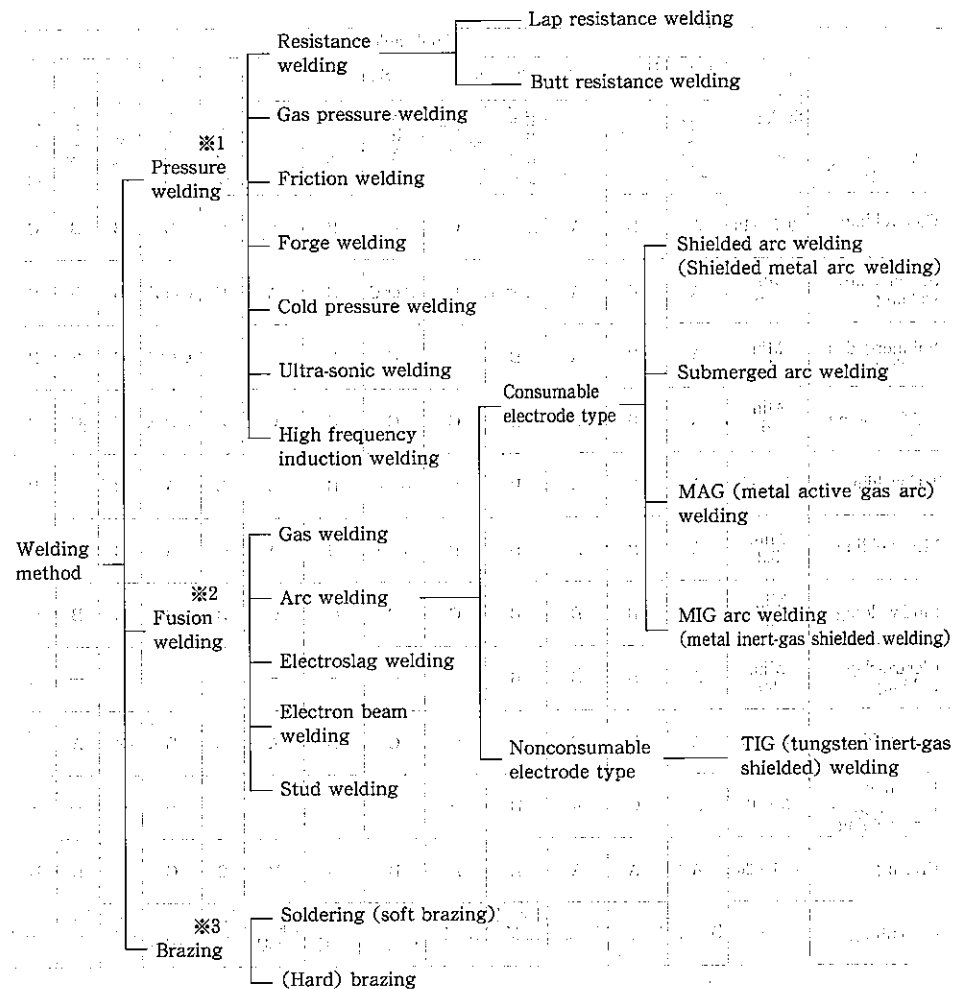 Lap resistance welding
Resistance
welding
Butt resistance welding
Gas pressure welding
※1
Pressure
welding
Friction welding
Forge welding
Shielded arc welding
(Shielded metal arc welding)
Cold pressure welding
Ultra-sonic welding
Consumable
electrode type
Submerged arc welding
High frequency
induction welding
MAG (metal active gas arc)
welding
Gas welding
Welding
method
※2
Fusion
welding
Arc welding
MIG arc welding
(metal inert-gas shielded welding)
Electroslag welding
Electron beam
welding
Nonconsumable
electrode type
TIG (tungsten inert-gas
shielded) welding
Stud welding
※3
Brazing
Soldering (soft brazing)
(Hard) brazing